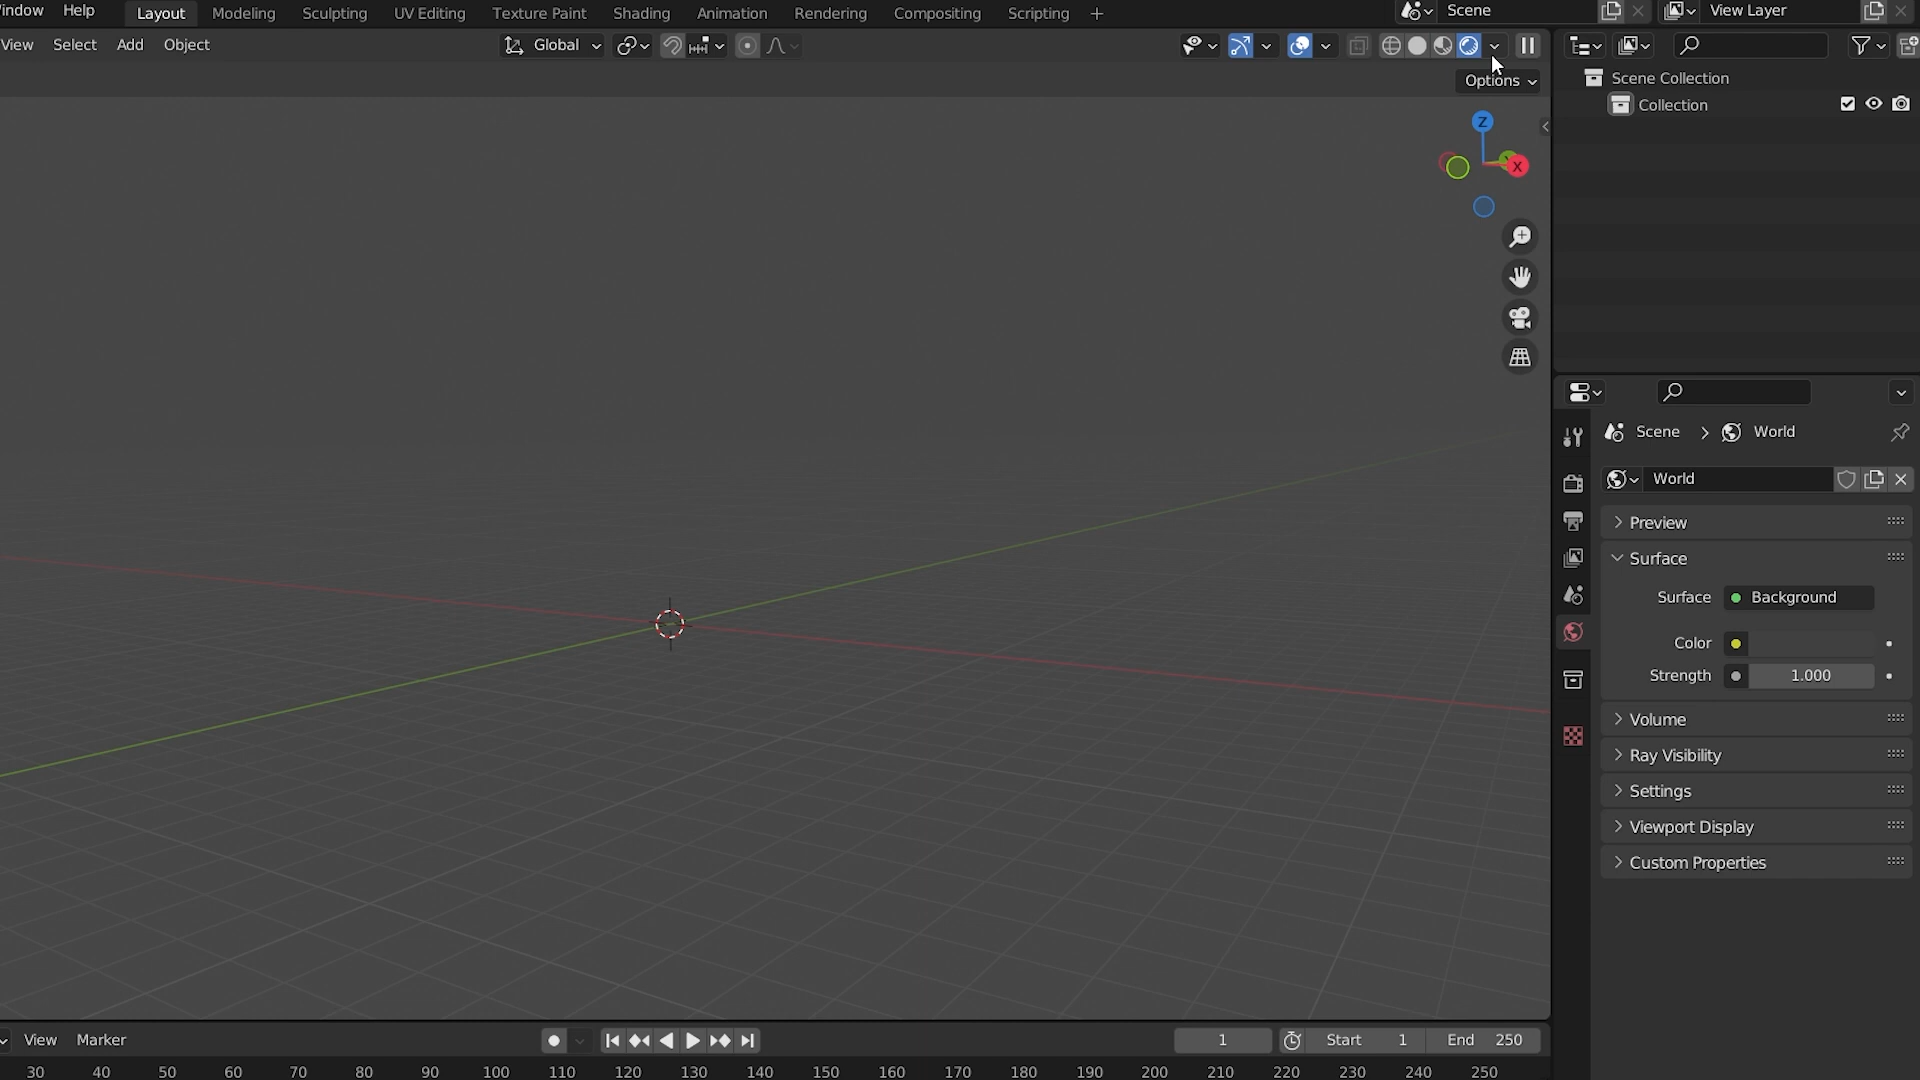 indow Help Layout Modeling Sculpting UV Editing Texture Paint Shading Animation Rendering Compositing Scripting + Scene View Layer
View Select Add Object Global
Options
Scene Collection
Collection
Z
X
Scene > World
World
Preview
Surface
Surface Background
Color
Strength 1.000
Volume
Ray Visibility
Settings
Viewport Display
Custom Properties
View Marker 1 Start 1 End 250
30 40 50 60 70 80 90 100 110 120 130 140 150 160 170 180 190 200 210 220 230 240 250